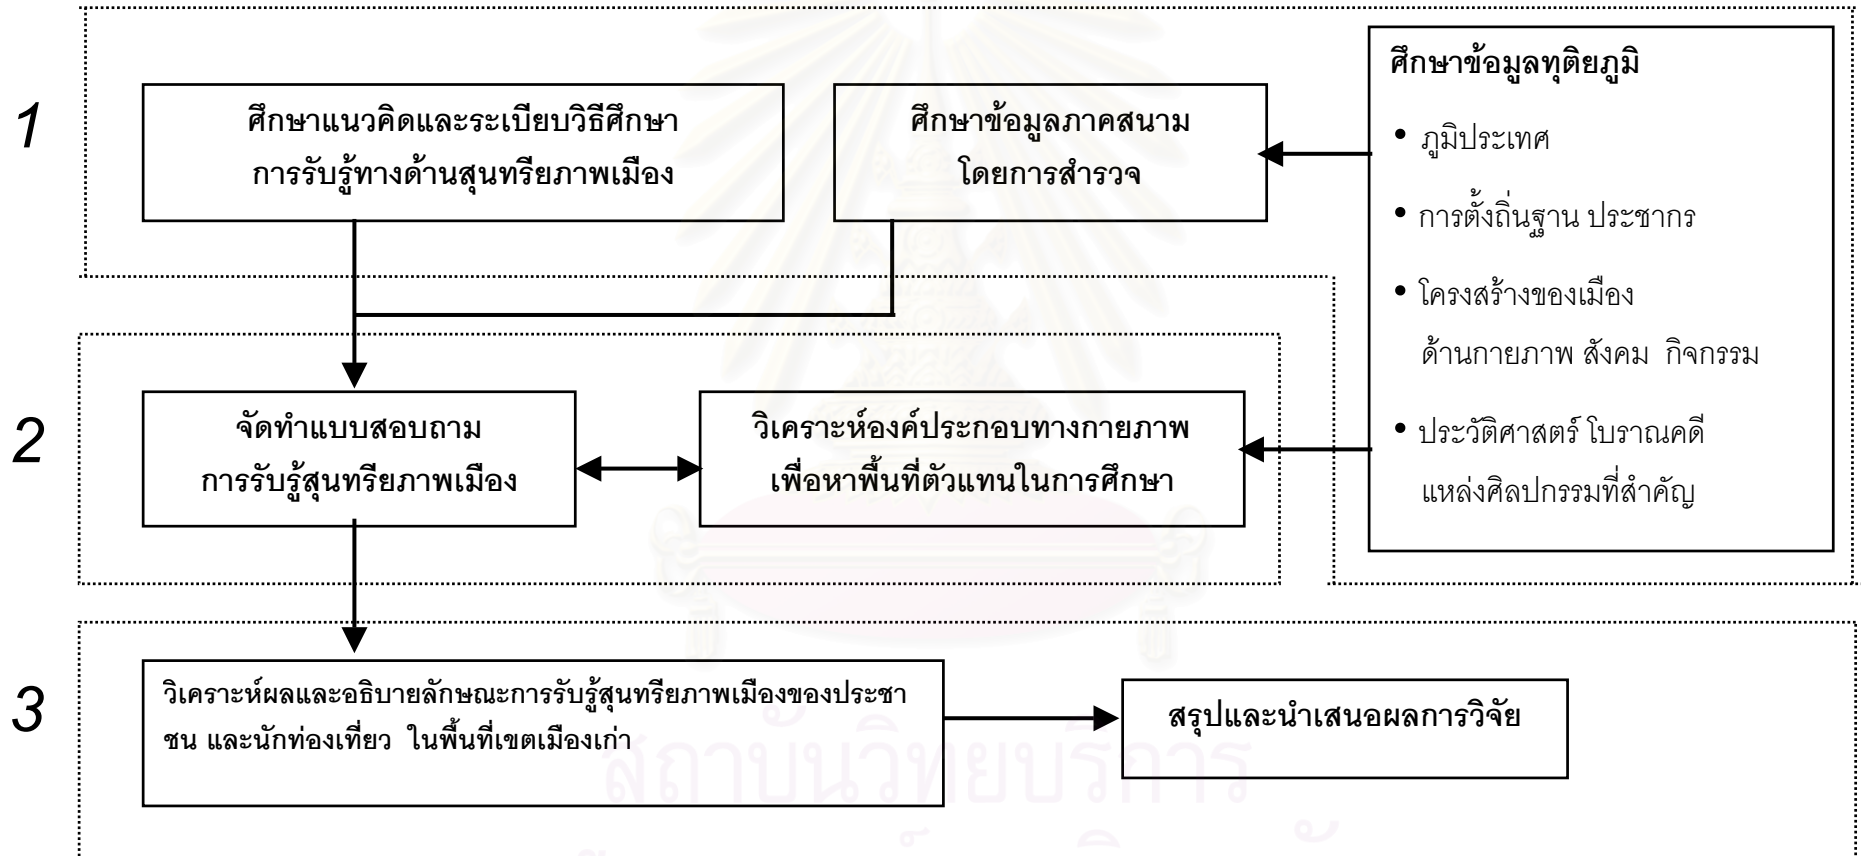 1
ศึกษาแนวคิดและระเบียบวิธีศึกษา
การรับรู้ทางด้านสุนทรียภาพเมือง
ศึกษาข้อมูลภาคสนาม
โดยการสำรวจ
ศึกษาข้อมูลทุติยภูมิ
• ภูมิประเทศ
• การตั้งถิ่นฐาน ประชากร
• โครงสร้างของเมือง
ด้านกายภาพ สังคม กิจกรรม
• ประวัติศาสตร์ โบราณคดี
แหล่งศิลปกรรมที่สำคัญ
2
จัดทำแบบสอบถาม
การรับรู้สุนทรียภาพเมือง
วิเคราะห์องค์ประกอบทางกายภาพ
เพื่อหาพื้นที่ตัวแทนในการศึกษา
3
วิเคราะห์ผลและอธิบายลักษณะการรับรู้สุนทรียภาพเมืองของประชา
ชน และนักท่องเที่ยว ในพื้นที่เขตเมืองเก่า
สรุปและนำเสนอผลการวิจัย
สถาบันวิทยบริการ